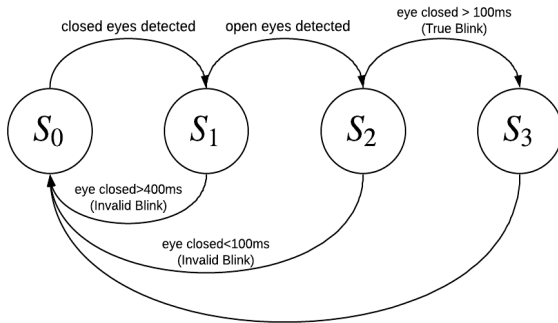 closed eyes detected
open eyes detected
eye closed > 100ms
(True Blink)
S0
S1
S2
S3
eye closed>400ms
(Invalid Blink)
eye closed<100ms
(Invalid Blink)